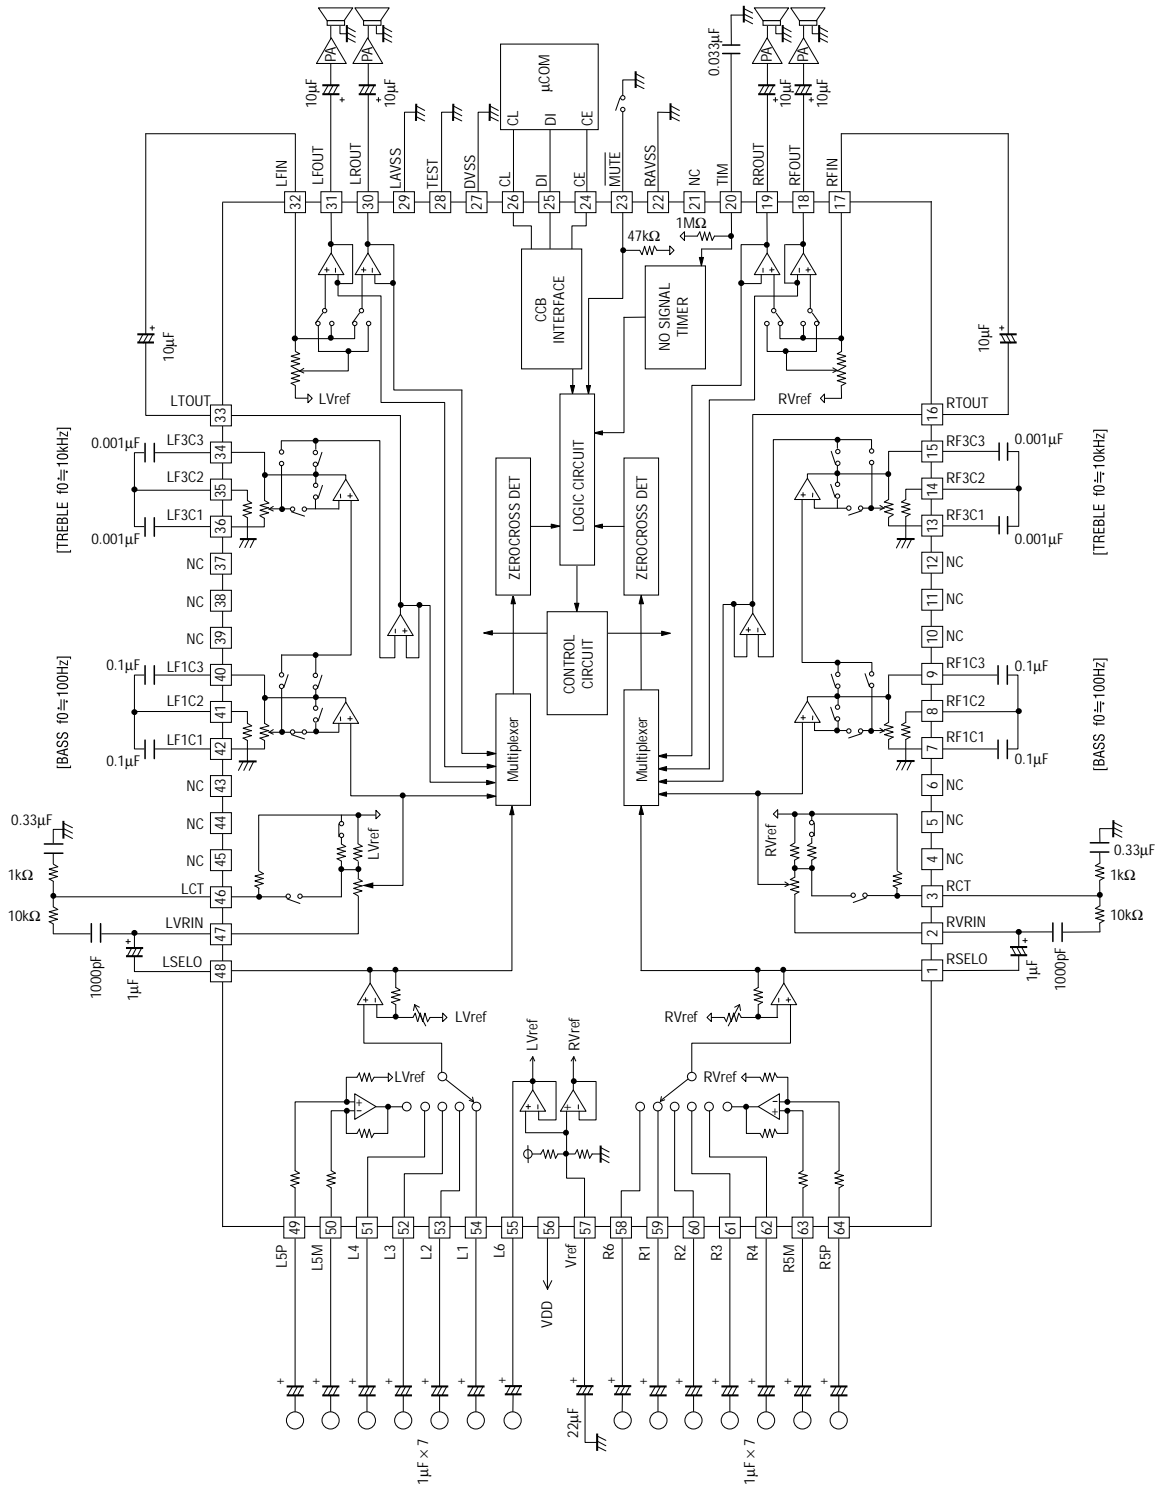 PA
PA
10µF
10µF
µCOM
CL
DI
CE
0.033µF
PA
PA
10µF
10µF
LFIN
LFOUT
LROUT
LAVSS
TEST
DVSS
CL
DI
CE
MUTE
RAVSS
NC
TIM
RROUT
RFOUT
RFIN
32
31
30
29
28
27
26
25
24
23
22
21
20
19
18
17
1MΩ
47kΩ
CCB
INTERFACE
NO SIGNAL
TIMER
10µF
10µF
LVref
RVref
LTOUT
33
16
RTOUT
[TREBLE f0≒10kHz]
0.001µF
LF3C3
34
LF3C2
35
0.001µF
LF3C1
36
NC
37
NC
38
NC
39
ZEROCROSS DET
LOGIC CIRCUIT
ZEROCROSS DET
CONTROL
CIRCUIT
15
RF3C3
0.001µF
14
RF3C2
13
RF3C1
0.001µF
[TREBLE f0≒10kHz]
12
NC
11
NC
10
NC
[BASS f0≒100Hz]
0.1µF
LF1C3
40
LF1C2
41
0.1µF
LF1C1
42
NC
43
NC
44
NC
45
Multiplexer
Multiplexer
9
RF1C3
0.1µF
8
RF1C2
7
RF1C1
0.1µF
[BASS f0≒100Hz]
6
NC
5
NC
4
NC
0.33µF
1kΩ
LCT
46
10kΩ
LVRIN
47
1000pF
1µF
LSELO
48
LVref
RVref
0.33µF
1kΩ
3
RCT
10kΩ
2
RVRIN
1
RSELO
1µF
1000pF
LVref
LVref
RVref
RVref
LVref
RVref
49
50
51
52
53
54
55
56
57
58
59
60
61
62
63
64
L5P
L5M
L4
L3
L2
L1
L6
VDD
Vref
R6
R1
R2
R3
R4
R5M
R5P
22µF
1µF × 7
1µF × 7